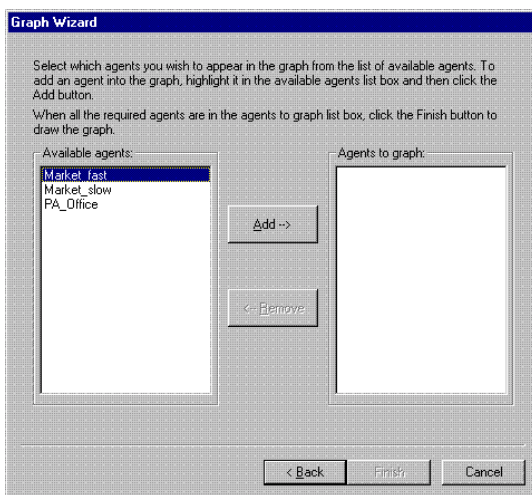 Graph Wizard
Select which agents you wish to appear in the graph from the list of available agents. To
add an agent into the graph, highlight it in the available agents list box and then click the
Add button.
When all the required agents are in the agents to graph list box, click the Finish button to
draw the graph.
Available agents:
Market_fast
Market_slow
PA_Office
Add -->
<-- Remove
Agents to graph:
< Back
Finish
Cancel